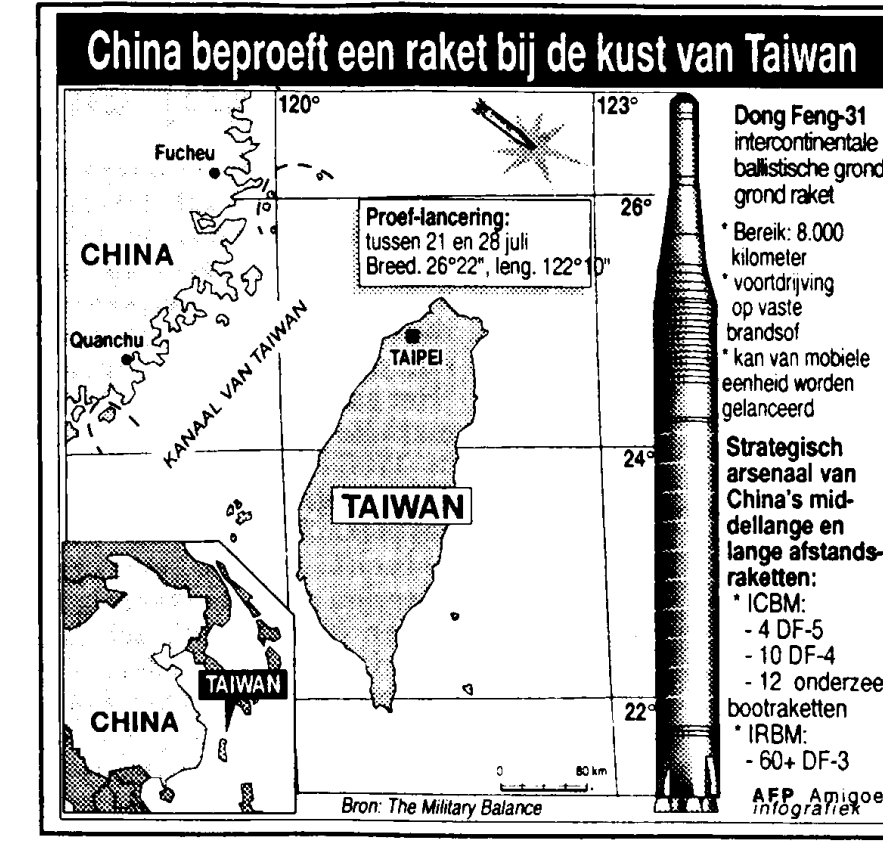 China beproeft een raket bij de kust van Taiwan
120°
123°
Fucheu
26°
CHINA
Proef-lancering:
tussen 21 en 28 juli
Breed. 26°22", leng. 122°10"
Quanchu
KANAAL VAN TAIWAN
TAIPEI
24°
TAIWAN
TAIWAN
CHINA
22°
0 80 km
Bron: The Military Balance
Dong Feng-31
intercontinentale
ballistische grond
grond raket
* Bereik: 8.000
kilometer
* voortdrijving
op vaste
brandsof
* kan van mobiele
eenheid worden
gelanceerd
Strategisch
arsenaal van
China's mid-
dellange en
lange afstands-
raketten:
* ICBM:
- 4 DF-5
- 10 DF-4
- 12 onderzee
bootraketten
* IRBM:
- 60+ DF-3
AFP Amigoe
infografiek